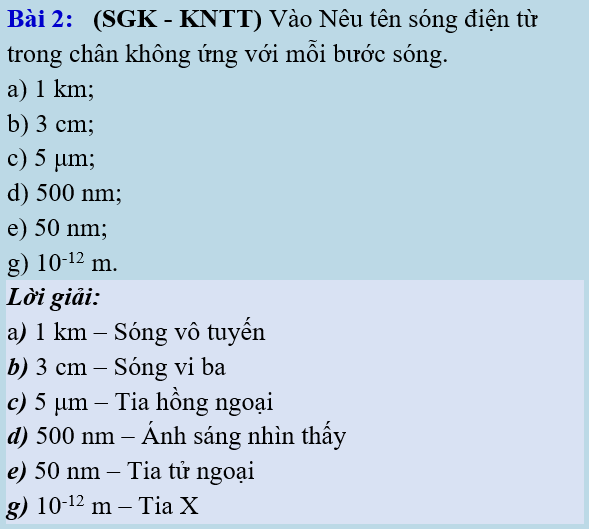 Bài 2: (SGK - KNTT) Vào Nêu tên sóng điện từ
trong chân không ứng với mỗi bước sóng.
a) 1 km;
b) 3 cm;
c) 5 μm;
d) 500 nm;
e) 50 nm;
g) 10⁻¹² m.
Lời giải:
a) 1 km – Sóng vô tuyến
b) 3 cm – Sóng vi ba
c) 5 μm – Tia hồng ngoại
d) 500 nm – Ánh sáng nhìn thấy
e) 50 nm – Tia tử ngoại
g) 10⁻¹² m – Tia X